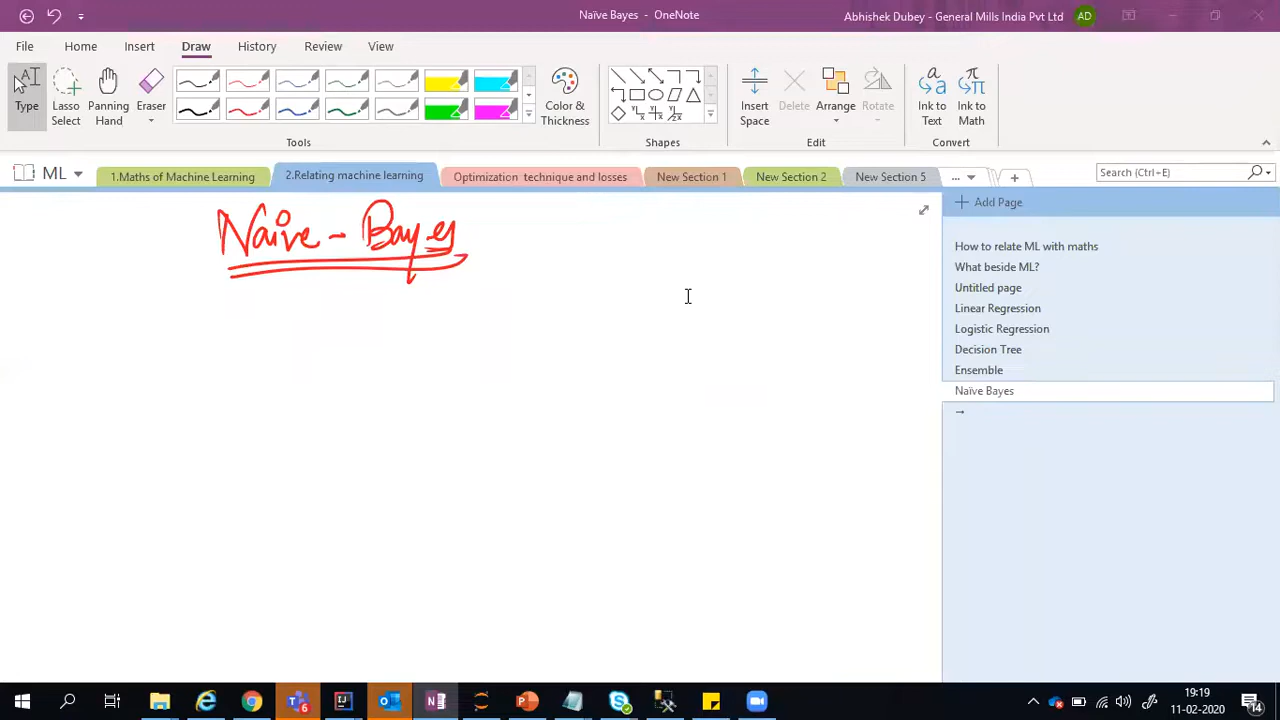 Naïve Bayes - OneNote
Abhishek Dubey - General Mills India Pvt Ltd AD
File Home Insert Draw History Review View
Type
Lasso Select
Panning Hand
Eraser
Color & Thickness
Insert Space
Delete
Arrange
Rotate
Ink to Text
Ink to Math
Tools Shapes Edit Convert
ML 1.Maths of Machine Learning 2.Relating machine learning Optimization technique and losses New Section 1 New Section 2 New Section 5 ... Search (Ctrl+E)
Naïve - Bayes
Add Page
How to relate ML with maths
What beside ML?
Untitled page
Linear Regression
Logistic Regression
Decision Tree
Ensemble
Naïve Bayes
→
19:19
11-02-2020
6
14